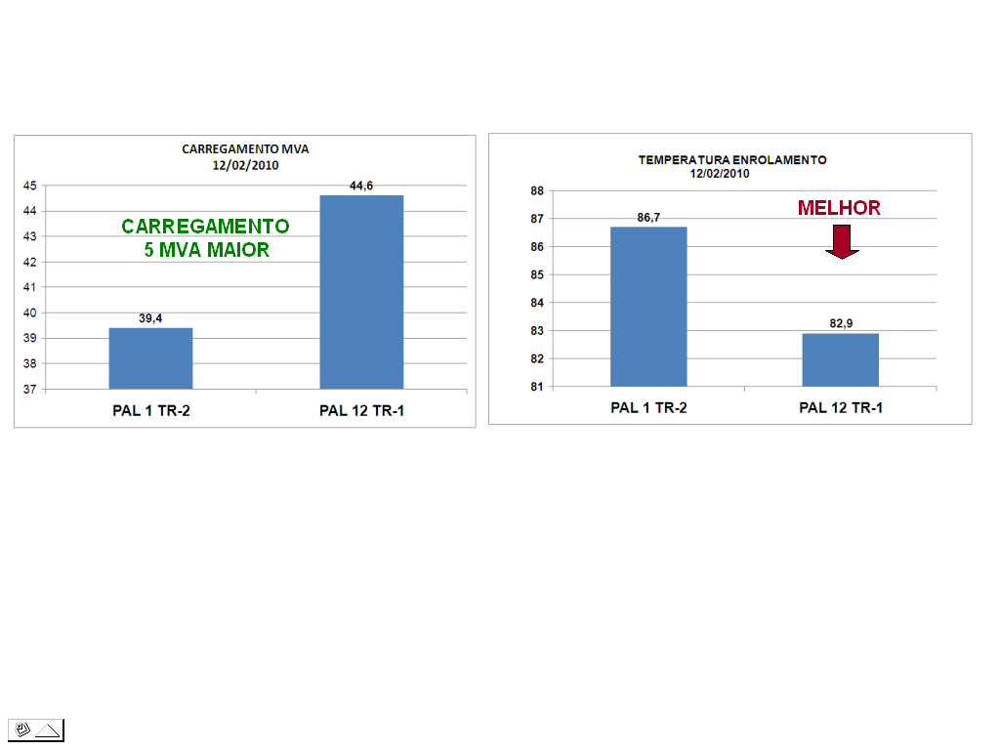 CARREGAMENTO MVA
12/02/2010
45
44
43
42
41
40
39
38
37
44,6
CARREGAMENTO
5 MVA MAIOR
39,4
PAL 1 TR-2
PAL 12 TR-1
TEMPERATURA ENROLAMENTO
12/02/2010
88
87
86
85
84
83
82
81
MELHOR
86,7
82,9
PAL 1 TR-2
PAL 12 TR-1